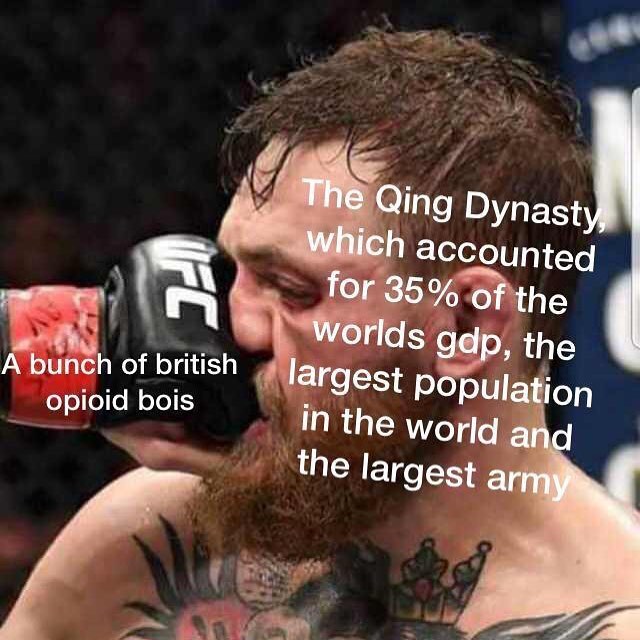 The Qing Dynasty,
which accounted
for 35% of the
worlds gdp, the
largest population
in the world and
the largest army
UFC
A bunch of british
opioid bois